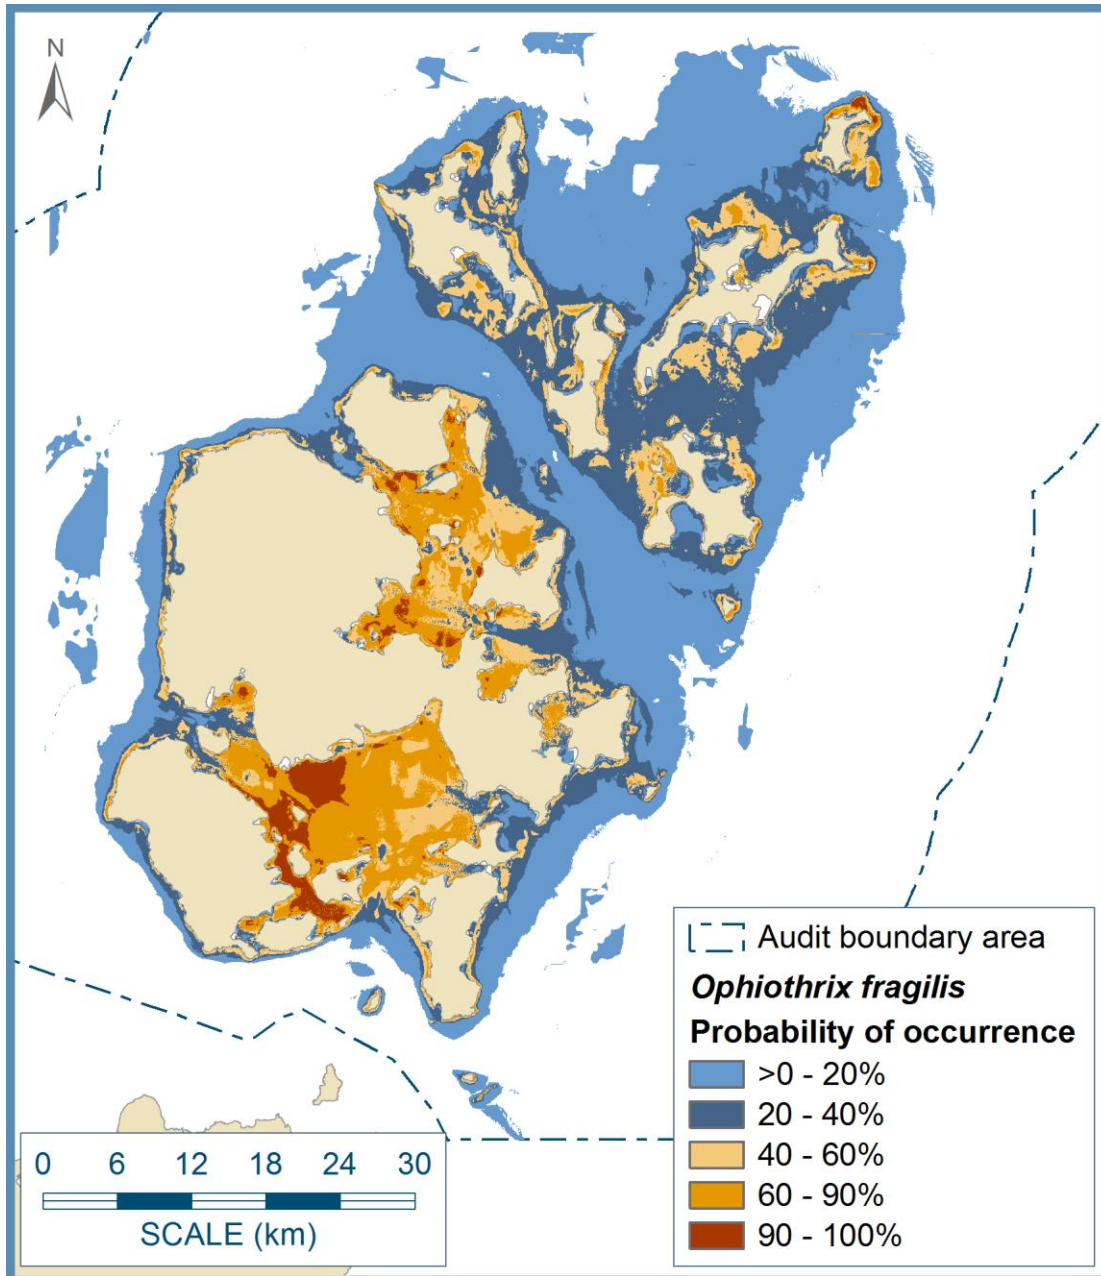 N
Audit boundary area
Ophiothrix fragilis
Probability of occurrence
>0 - 20%
20 - 40%
40 - 60%
60 - 90%
90 - 100%
0 6 12 18 24 30
SCALE (km)